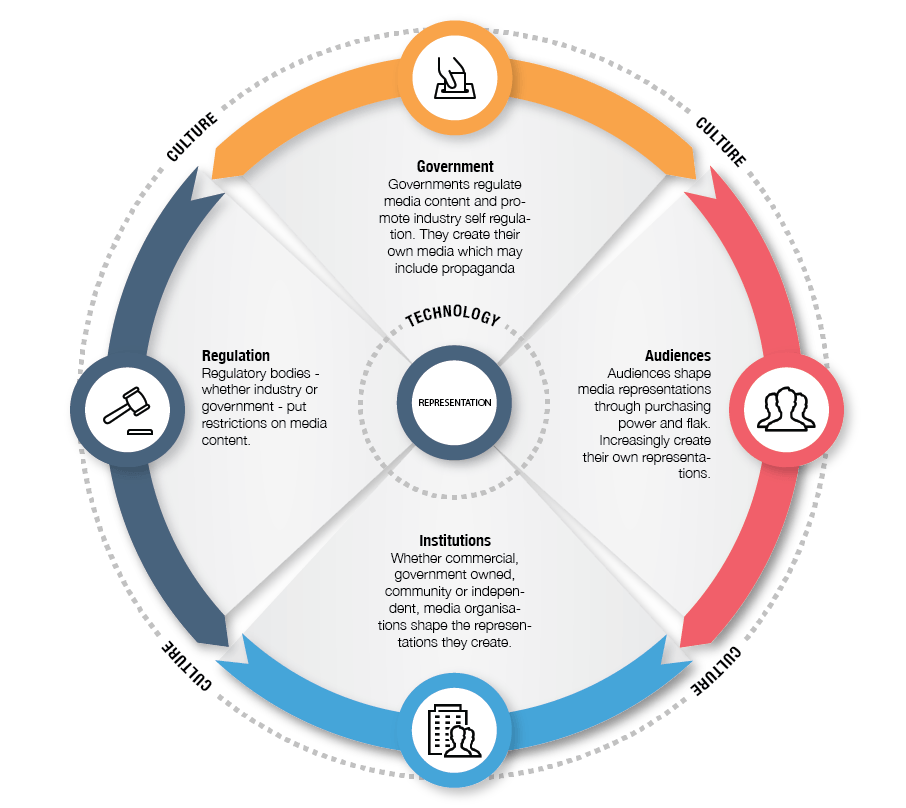 CULTURE
CULTURE
Government
Governments regulate
media content and pro-
mote industry self regula-
tion. They create their
own media which may
include propaganda
TECHNOLOGY
Regulation
Regulatory bodies -
whether industry or
government - put
restrictions on media
content.
REPRESENTATION
Audiences
Audiences shape
media representations
through purchasing
power and flak.
Increasingly create
their own representa-
tions.
Institutions
Whether commercial,
government owned,
community or indepen-
dent, media organisa-
tions shape the represen-
tations they create.
CULTURE
CULTURE